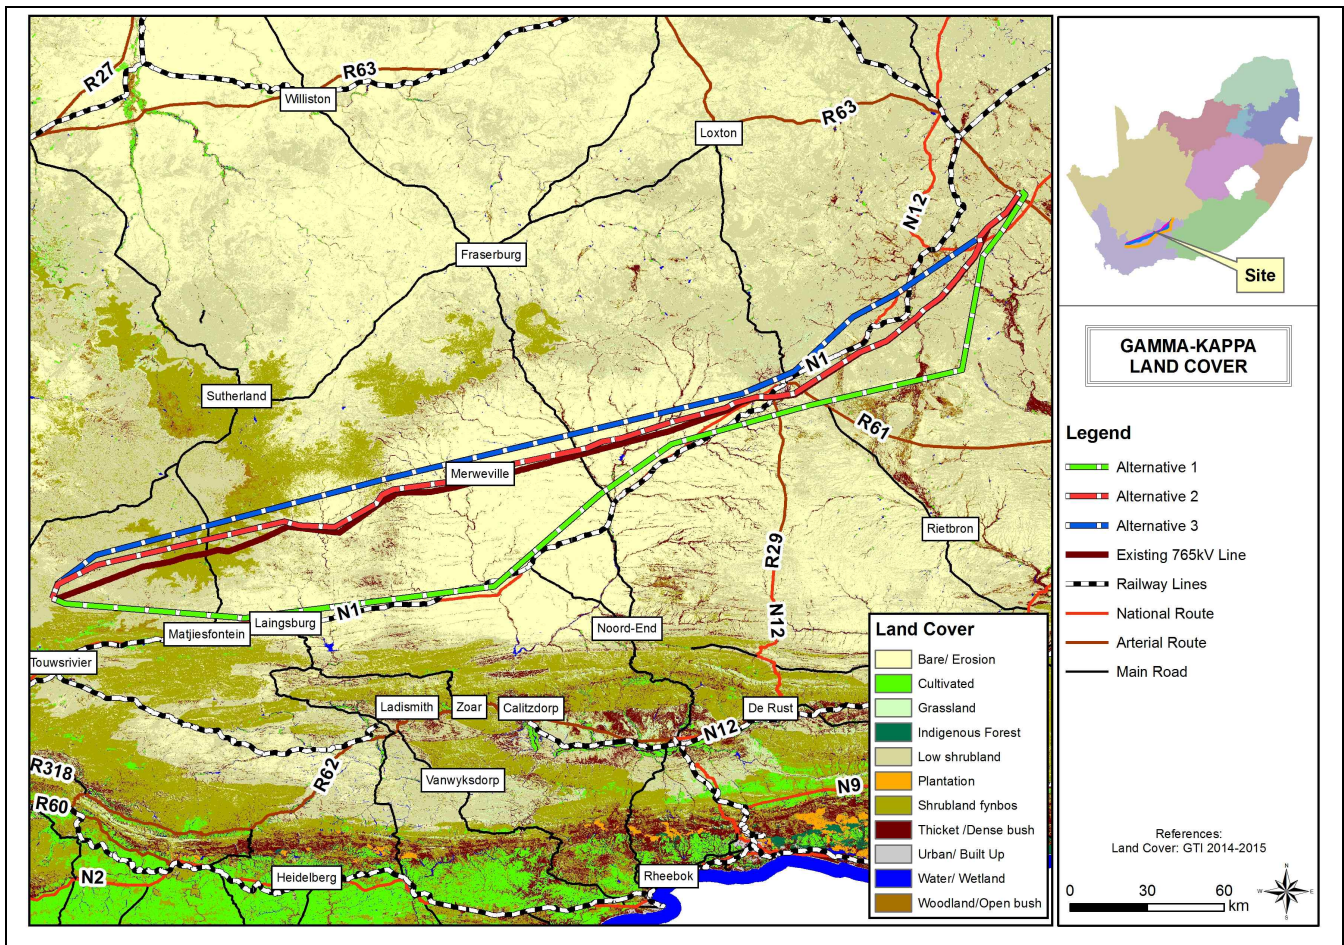 R27
R63
Williston
Loxton
R63
N12
Fraserburg
Sutherland
N1
R61
Merweville
Rietbron
R29
N12
Matjiesfontein
Laingsburg
N1
Noord-End
Touwsrivier
Ladismith
Zoar
Calitzdorp
De Rust
N12
R318
R62
Vanwyksdorp
N9
R60
N2
Heidelberg
Rheebok
Land Cover
Bare/ Erosion
Cultivated
Grassland
Indigenous Forest
Low shrubland
Plantation
Shrubland fynbos
Thicket /Dense bush
Urban/ Built Up
Water/ Wetland
Woodland/Open bush
Site
GAMMA-KAPPA
LAND COVER
Legend
Alternative 1
Alternative 2
Alternative 3
Existing 765kV Line
Railway Lines
National Route
Arterial Route
Main Road
References:
Land Cover: GTI 2014-2015
0 30 60
km
N
W E
S